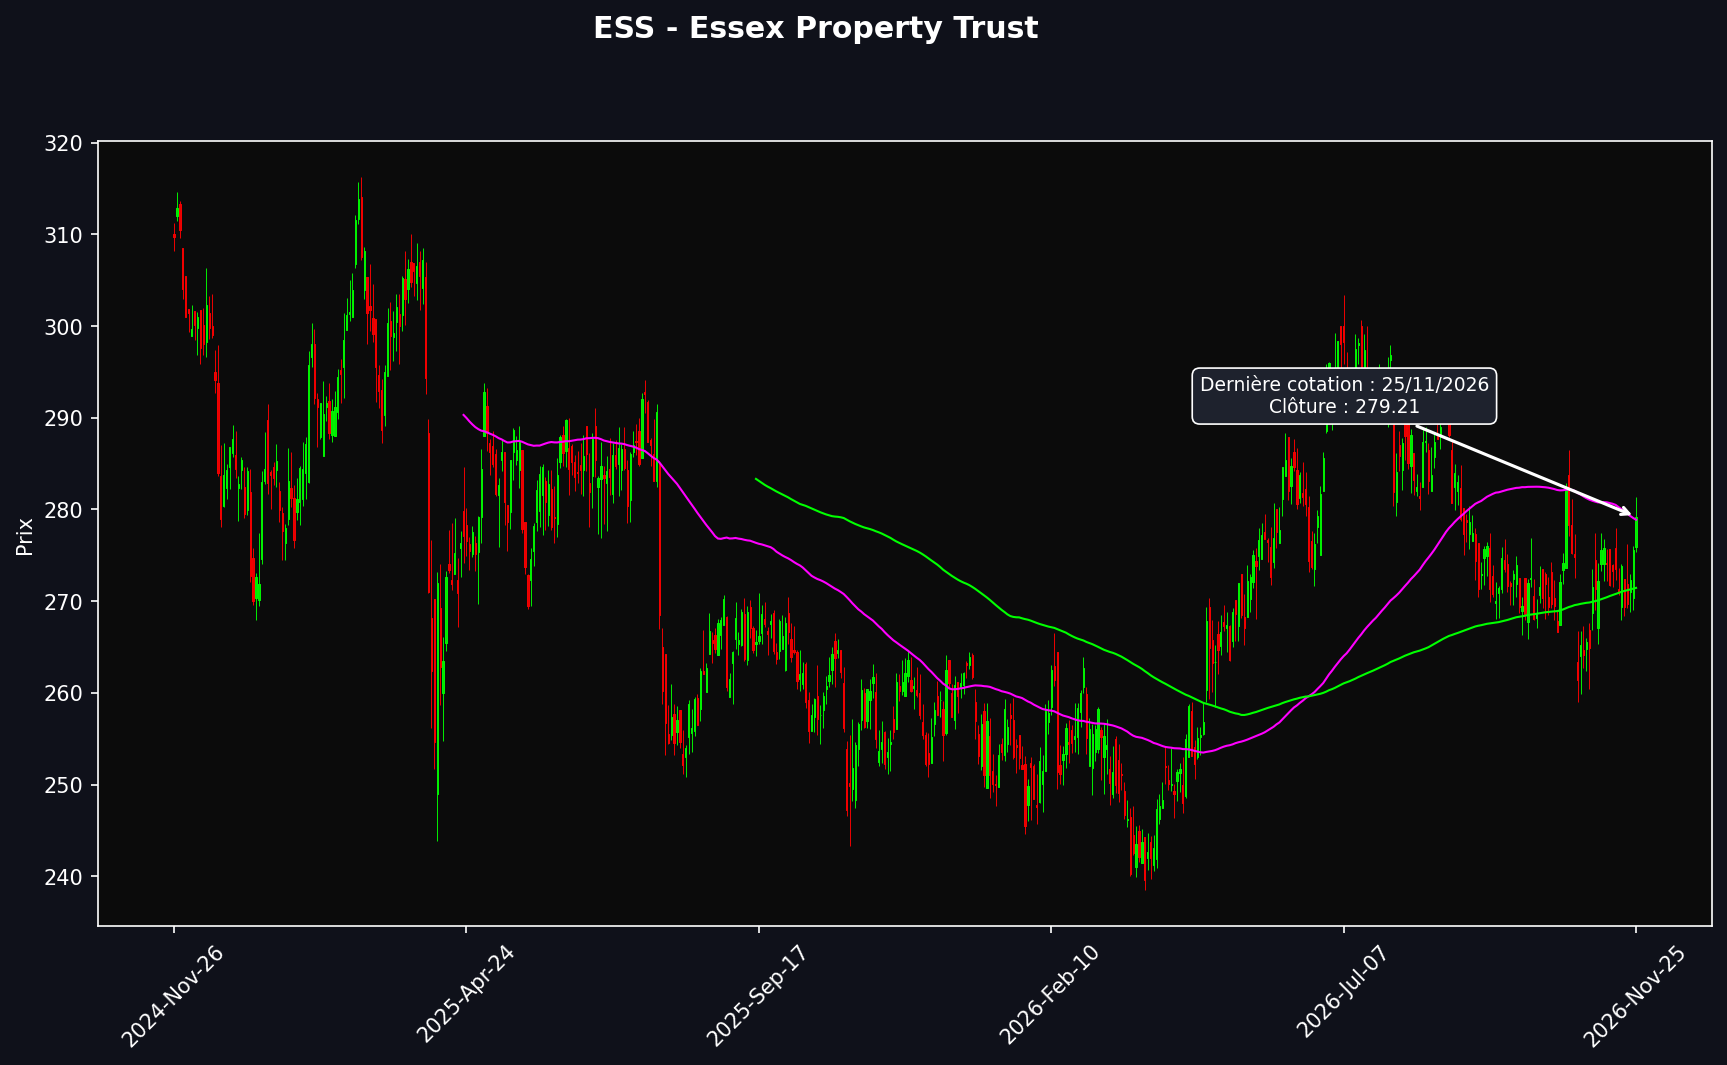 ESS - Essex Property Trust
320
310
300
290
280
270
260
250
240
Prix
Dernière cotation : 25/11/2026
Clôture : 279.21
2024-Nov-26
2025-Apr-24
2025-Sep-17
2026-Feb-10
2026-Jul-07
2026-Nov-25